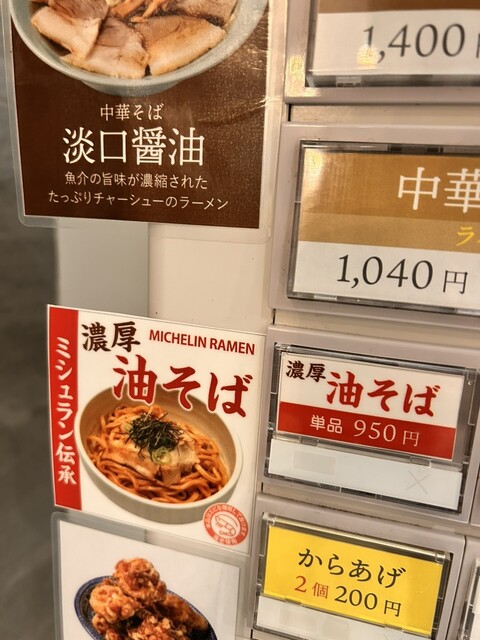 中華そば
淡口醤油
魚介の旨味が濃縮された
たっぷりチャーシューのラーメン
1,400
中華
1,040円
濃厚
MICHELIN RAMEN
油そば
ミシュラン伝承
濃厚 油そば
単品 950円
からあげ
2個 200円